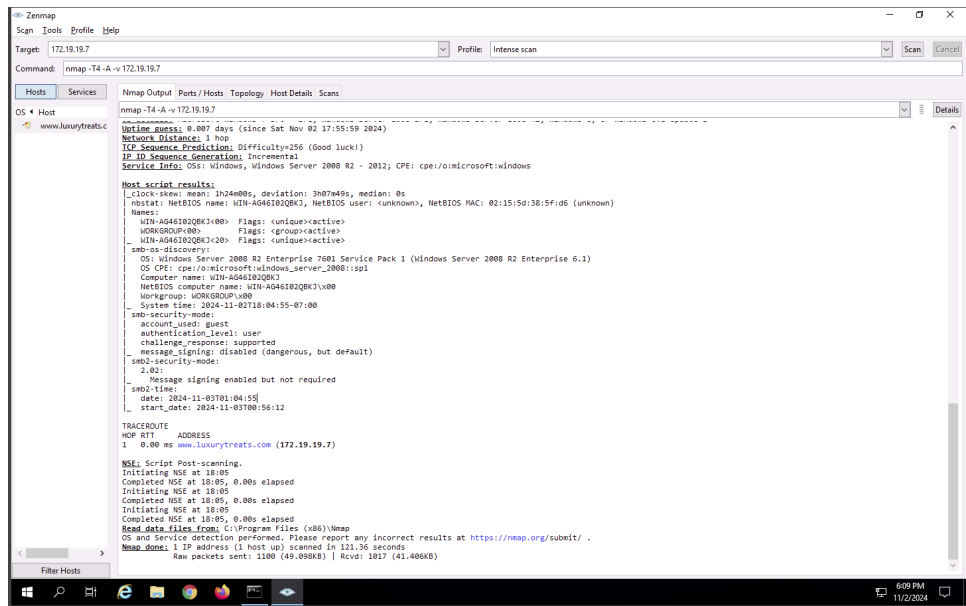 Zenmap
Scan Tools Profile Help
Target: 172.19.19.7 Profile: Intense scan Scan Cancel
Command: nmap -T4 -A -v 172.19.19.7
Hosts Services Nmap Output Ports / Hosts Topology Host Details Scans
OS Host nmap -T4 -A -v 172.19.19.7 Details
www.luxurytreats.c
Uptime guess: 0.007 days (since Sat Nov 02 17:55:59 2024)
Network Distance: 1 hop
TCP Sequence Prediction: Difficulty=256 (Good luck!)
IP ID Sequence Generation: Incremental
Service Info: OSs: Windows, Windows Server 2008 R2 - 2012; CPE: cpe:/o:microsoft:windows
Host script results:
|_clock-skew: mean: 1h24m00s, deviation: 3h07m49s, median: 0s
| nbstat: NetBIOS name: WIN-AG46I02QBKJ, NetBIOS user: <unknown>, NetBIOS MAC: 02:15:5d:38:5f:d6 (unknown)
| Names:
|   WIN-AG46I02QBKJ<00>  Flags: <unique><active>
|   WORKGROUP<00>        Flags: <group><active>
|_  WIN-AG46I02QBKJ<20>  Flags: <unique><active>
| smb-os-discovery:
|   OS: Windows Server 2008 R2 Enterprise 7601 Service Pack 1 (Windows Server 2008 R2 Enterprise 6.1)
|   OS CPE: cpe:/o:microsoft:windows_server_2008::sp1
|   Computer name: WIN-AG46I02QBKJ
|   NetBIOS computer name: WIN-AG46I02QBKJ\x00
|   Workgroup: WORKGROUP\x00
|_  System time: 2024-11-02T18:04:55-07:00
| smb-security-mode:
|   account_used: guest
|   authentication_level: user
|   challenge_response: supported
|_  message_signing: disabled (dangerous, but default)
| smb2-security-mode:
|   2.02:
|_    Message signing enabled but not required
| smb2-time:
|   date: 2024-11-03T01:04:55
|_  start_date: 2024-11-03T00:56:12
TRACEROUTE
HOP RTT     ADDRESS
1   0.00 ms www.luxurytreats.com (172.19.19.7)
NSE: Script Post-scanning.
Initiating NSE at 18:05
Completed NSE at 18:05, 0.00s elapsed
Initiating NSE at 18:05
Completed NSE at 18:05, 0.00s elapsed
Initiating NSE at 18:05
Completed NSE at 18:05, 0.00s elapsed
Read data files from: C:\Program Files (x86)\Nmap
OS and Service detection performed. Please report any incorrect results at https://nmap.org/submit/ .
Nmap done: 1 IP address (1 host up) scanned in 121.36 seconds
Raw packets sent: 1100 (49.098KB) | Rcvd: 1017 (41.406KB)
Filter Hosts
6:09 PM
11/2/2024